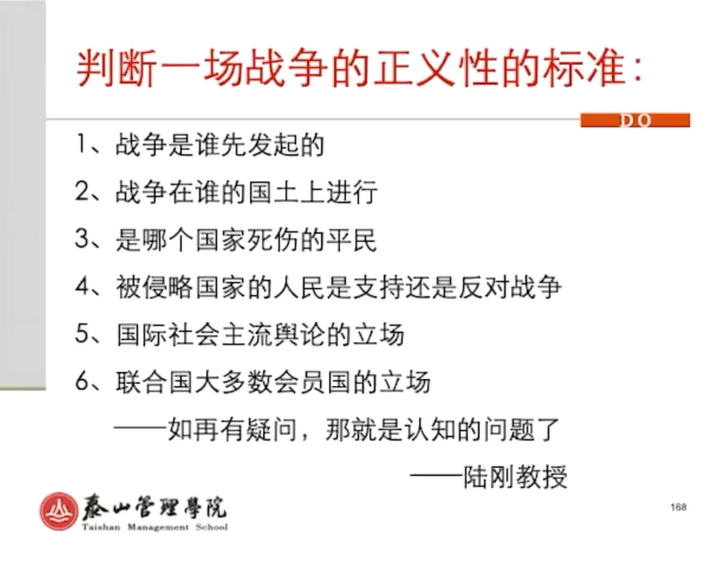 判断一场战争的正义性的标准：
DO
1、战争是谁先发起的
2、战争在谁的国土上进行
3、是哪个国家死伤的平民
4、被侵略国家的人民是支持还是反对战争
5、国际社会主流舆论的立场
6、联合国大多数会员国的立场
——如再有疑问，那就是认知的问题了
——陆刚教授
泰山管理學院
Taishan Management School
168